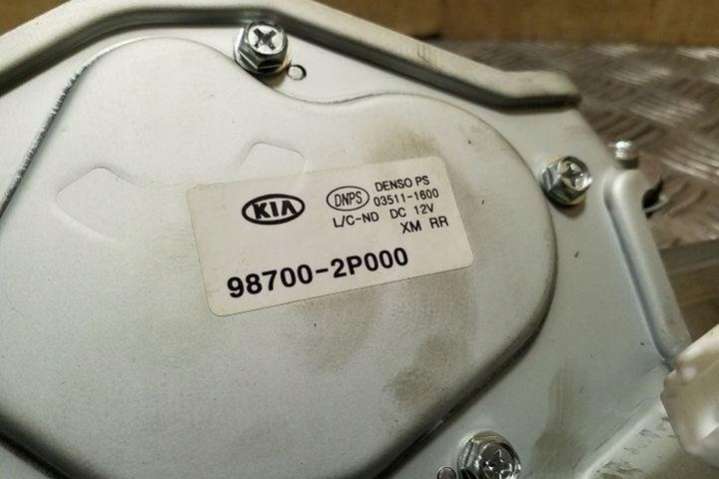 KIA
DNPS
DENSO PS
03511-1600
L/C-ND DC 12V
XM RR
98700-2P000